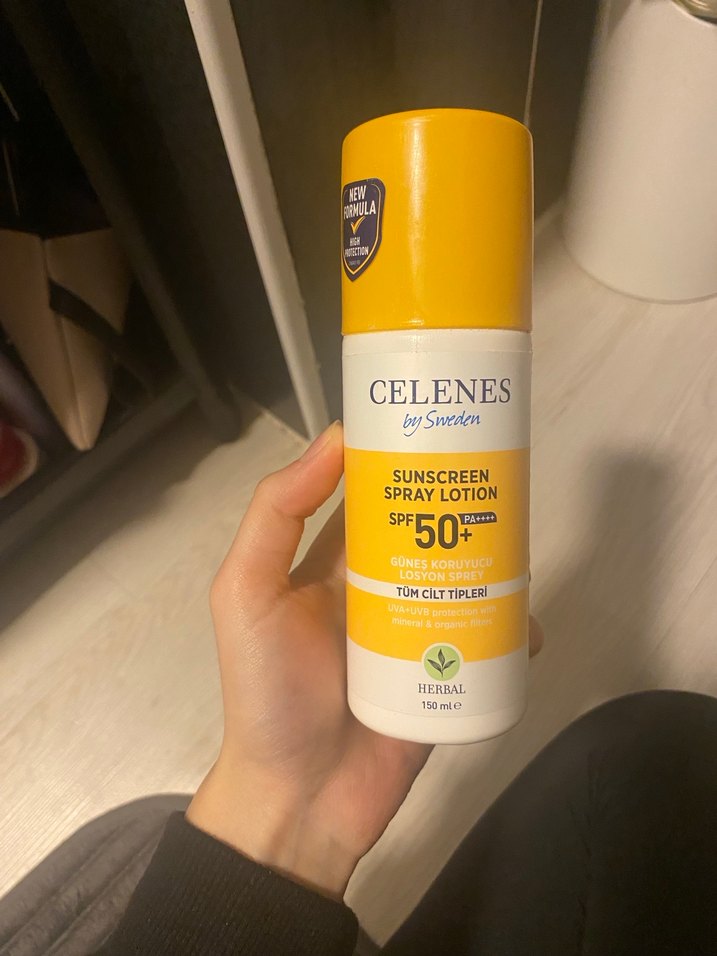 NEW
FORMULA
HIGH
PROTECTION
CELENES
by Sweden
SUNSCREEN
SPRAY LOTION
SPF 50+ PA++++
GÜNEŞ KORUYUCU
LOSYON SPREY
TÜM CİLT TİPLERİ
UVA+UVB protection with
mineral & organic filters
HERBAL
150 ml ℮